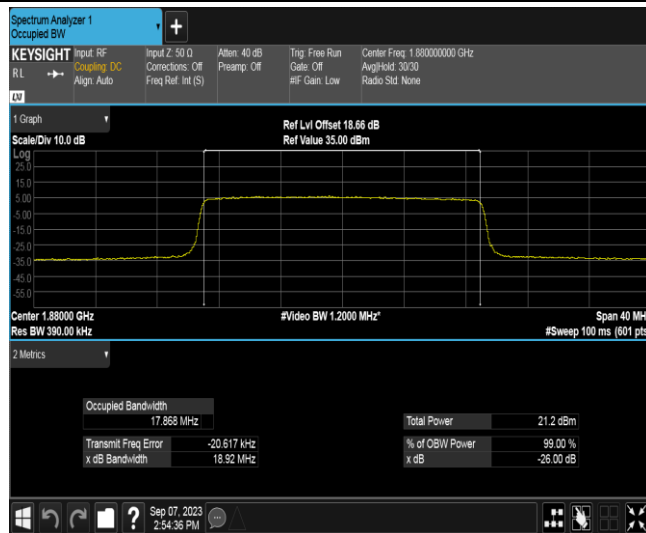 Spectrum Analyzer 1
Occupied BW
+
KEYSIGHT
RL
Input: RF
Coupling: DC
Align: Auto
Input Z: 50 Ω
Corrections: Off
Freq Ref: Int (S)
Atten: 40 dB
Preamp: Off
Trig: Free Run
Gate: Off
#IF Gain: Low
Center Freq: 1.880000000 GHz
Avg|Hold: 30/30
Radio Std: None
1 Graph
Scale/Div 10.0 dB
Ref Lvl Offset 18.66 dB
Ref Value 35.00 dBm
Log
25.0
15.0
5.00
-5.00
-15.0
-25.0
-35.0
-45.0
-55.0
Center 1.88000 GHz
#Video BW 1.2000 MHz*
Span 40 MH
Res BW 390.00 kHz
#Sweep 100 ms (601 pts
2 Metrics
Occupied Bandwidth
17.868 MHz
Total Power 21.2 dBm
Transmit Freq Error -20.617 kHz
% of OBW Power 99.00 %
x dB Bandwidth 18.92 MHz
x dB -26.00 dB
?
Sep 07, 2023
2:54:36 PM